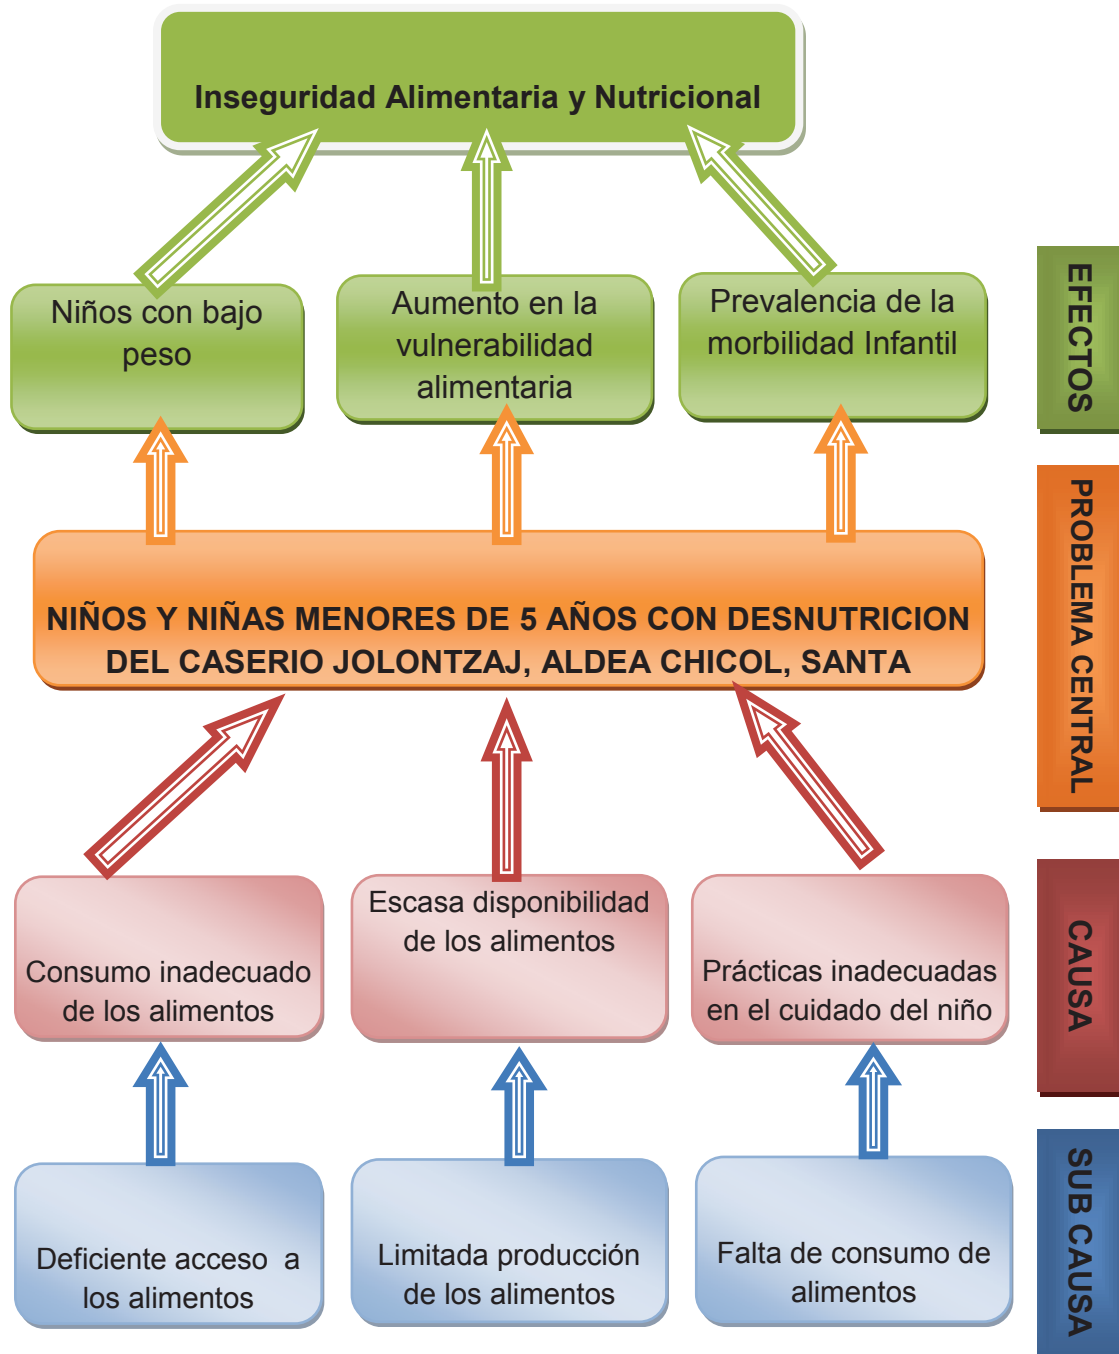 Inseguridad Alimentaria y Nutricional
Niños con bajo
peso
Aumento en la
vulnerabilidad
alimentaria
Prevalencia de la
morbilidad Infantil
EFECTOS
NIÑOS Y NIÑAS MENORES DE 5 AÑOS CON DESNUTRICION
DEL CASERIO JOLONTZAJ, ALDEA CHICOL, SANTA
PROBLEMA CENTRAL
Consumo inadecuado
de los alimentos
Escasa disponibilidad
de los alimentos
Prácticas inadecuadas
en el cuidado del niño
CAUSA
Deficiente acceso  a
los alimentos
Limitada producción
de los alimentos
Falta de consumo de
alimentos
SUB CAUSA